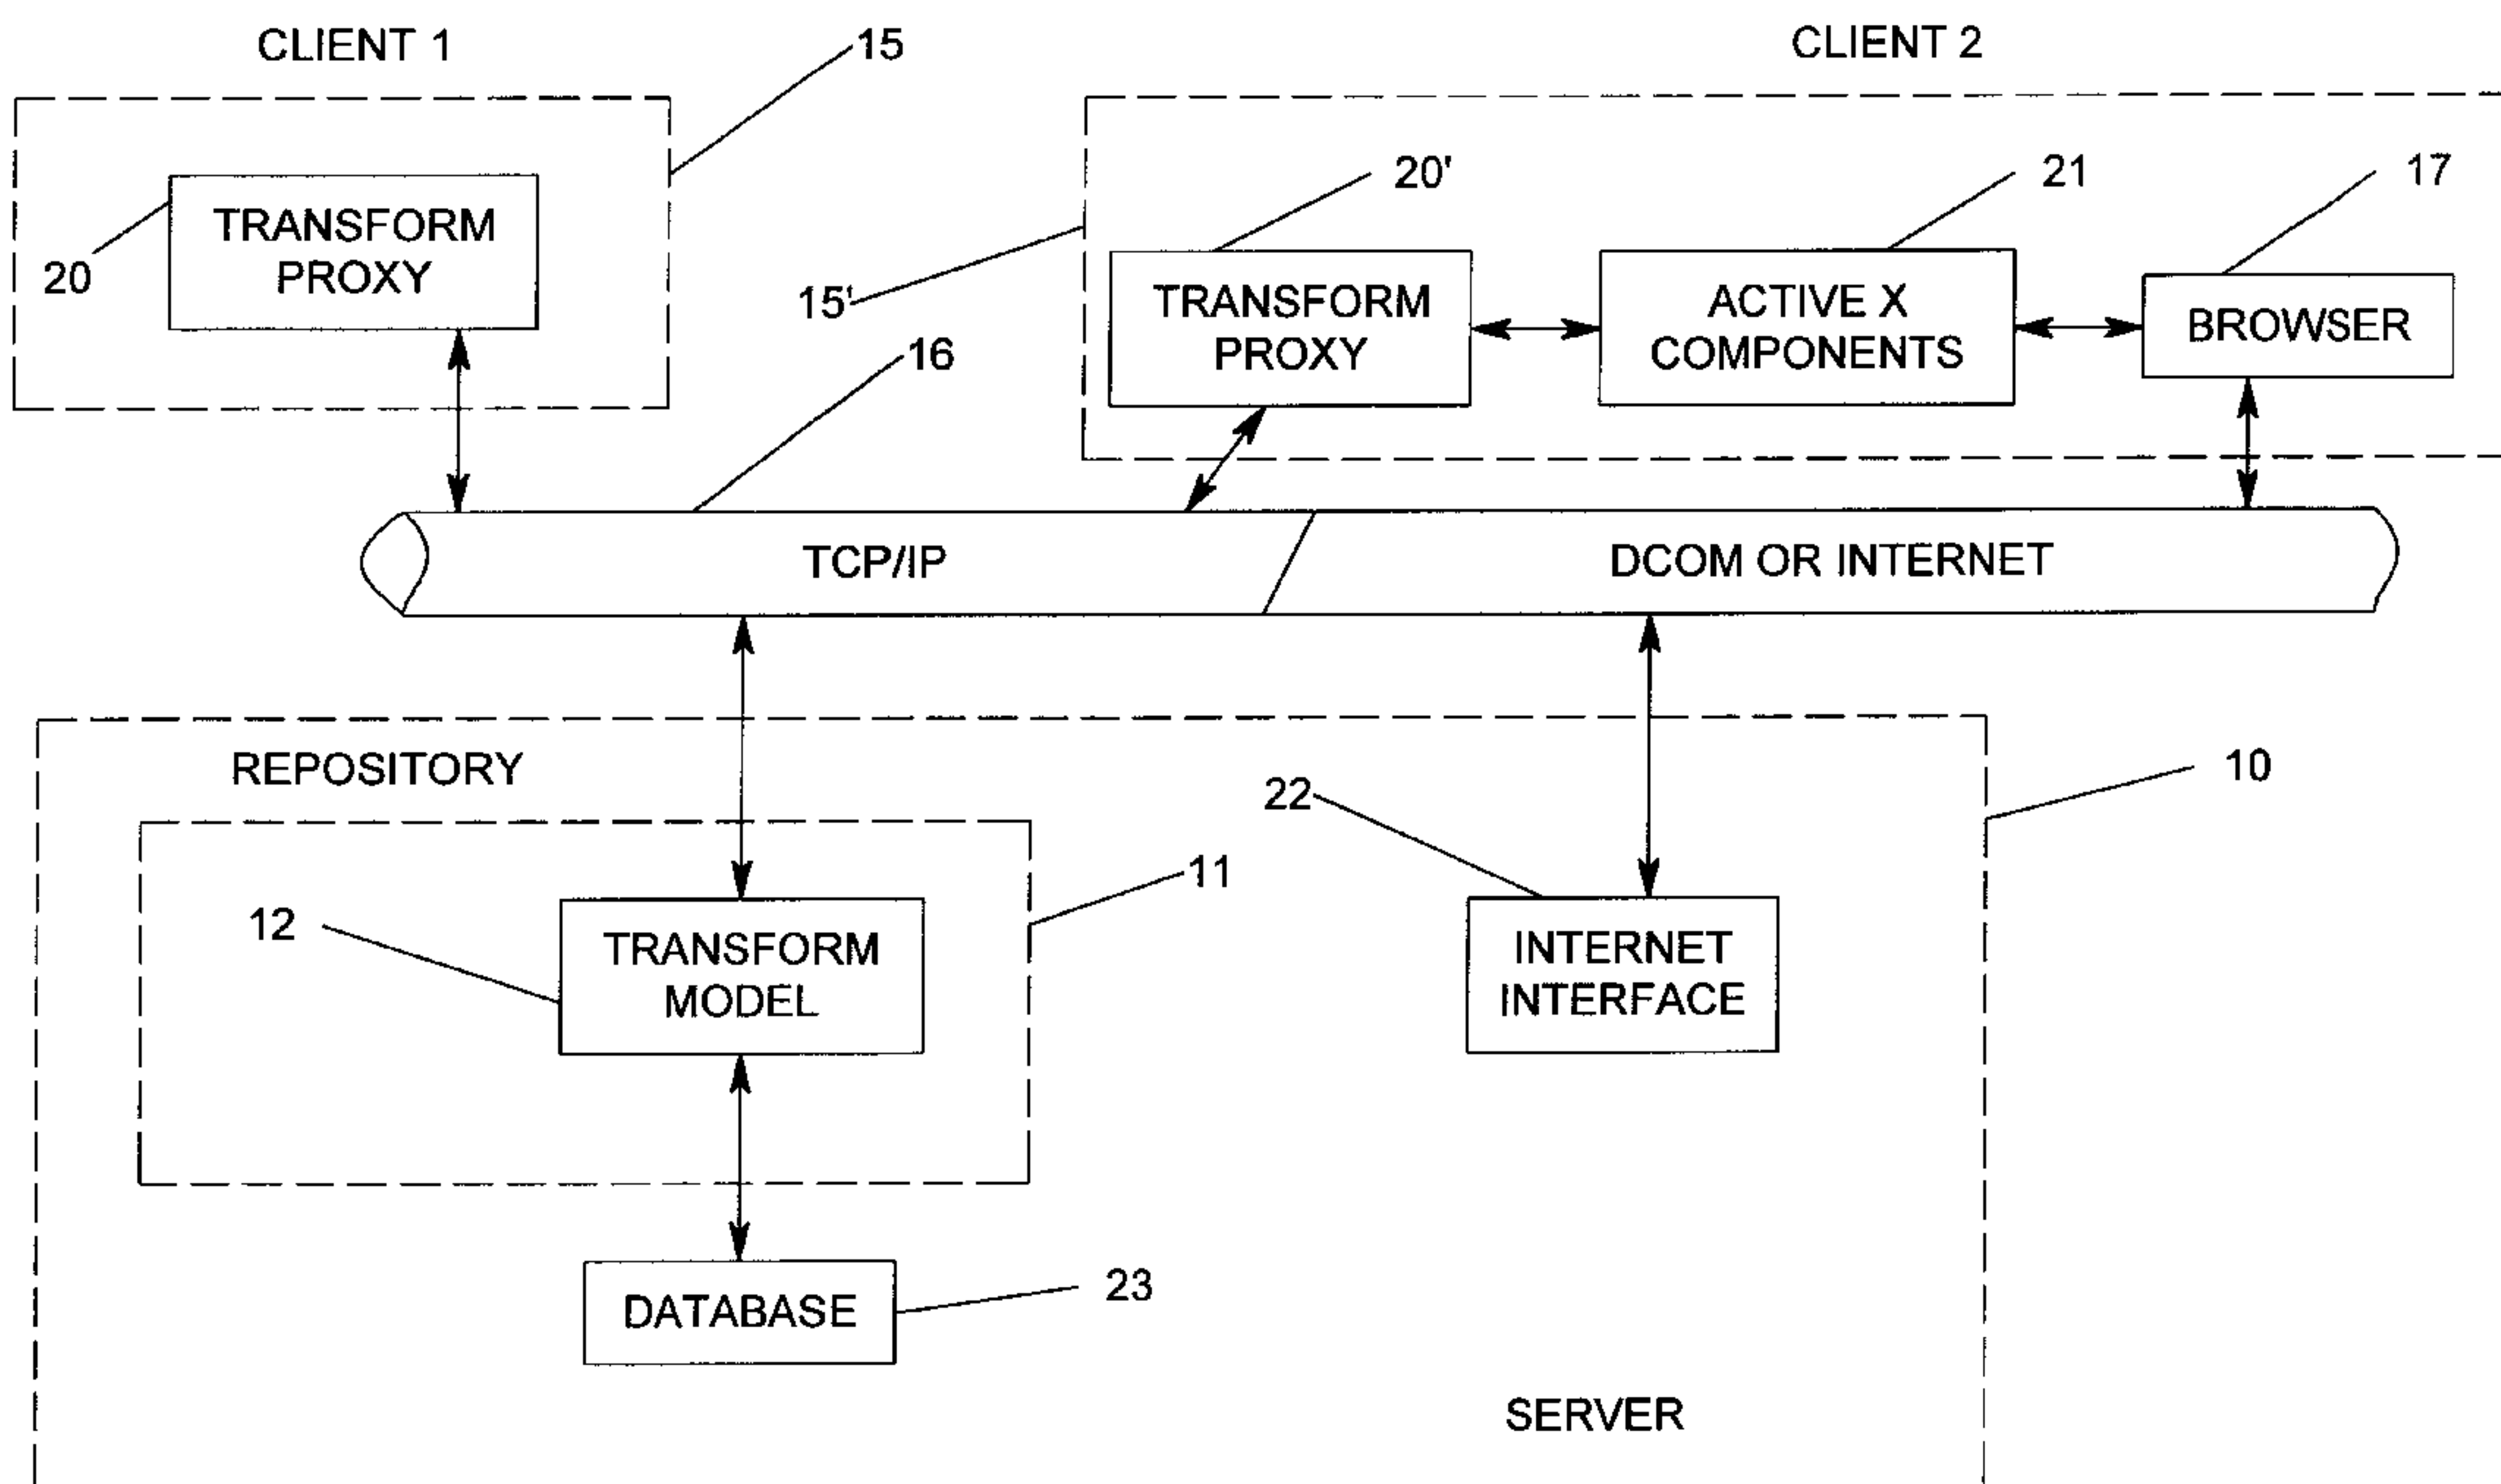 CLIENT 1
15
CLIENT 2
20'
21
17
TRANSFORM
PROXY
20
15'
TRANSFORM
PROXY
ACTIVE X
COMPONENTS
BROWSER
16
TCP/IP
DCOM OR INTERNET
REPOSITORY
10
22
11
12
TRANSFORM
MODEL
INTERNET
INTERFACE
23
DATABASE
SERVER